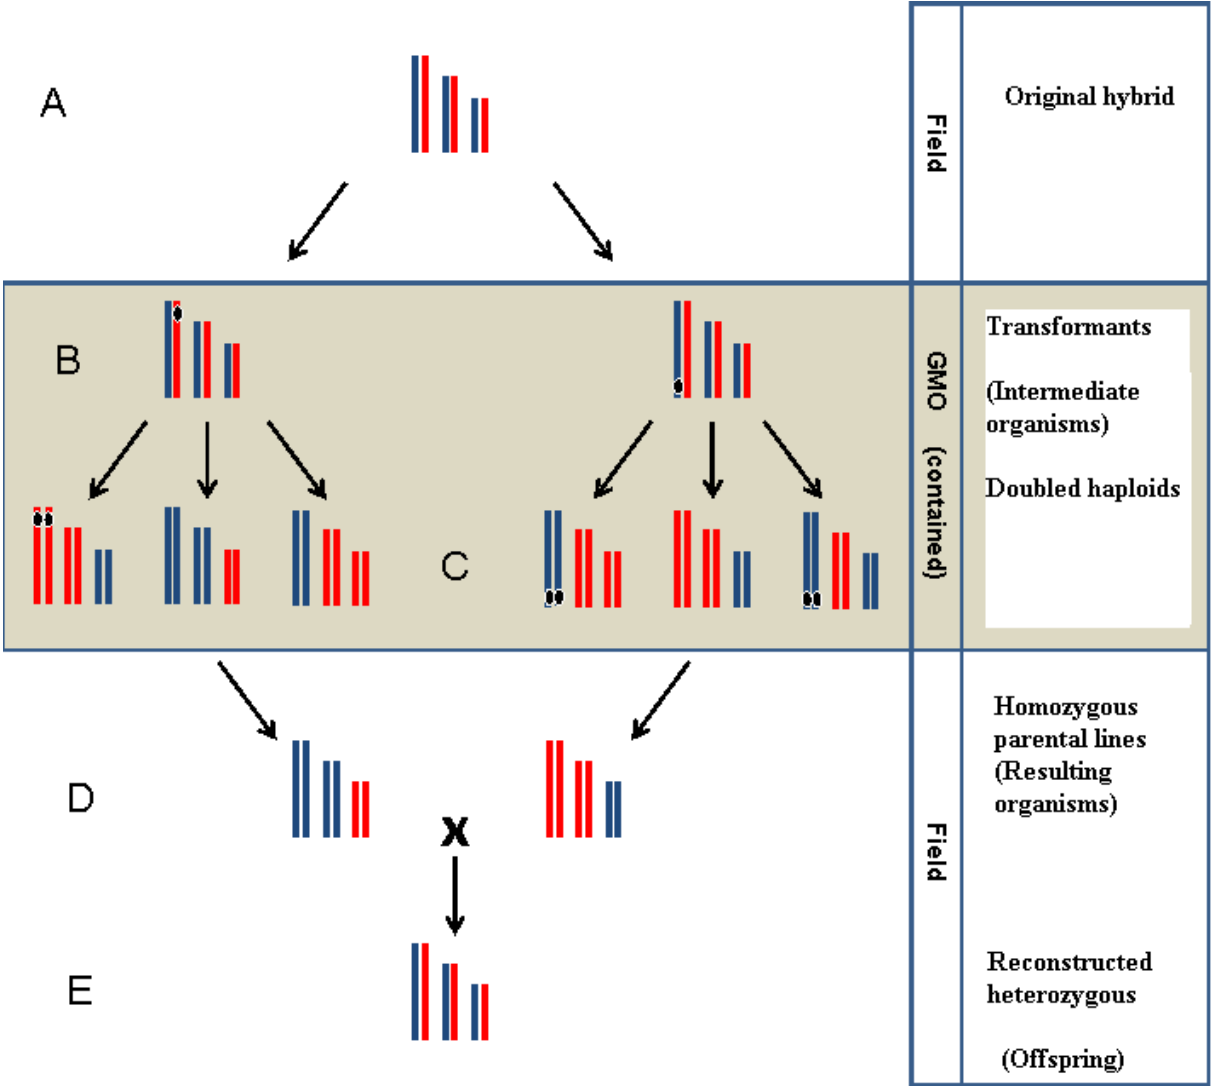 A
Field
Original hybrid
B
C
GMO (contained)
Transformants
(Intermediate
organisms)
Doubled haploids
D
X
E
Field
Homozygous
parental lines
(Resulting
organisms)
Reconstructed
heterozygous
(Offspring)